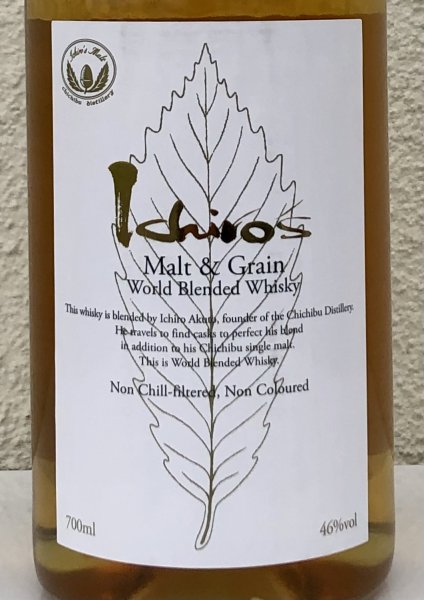 Ichiro's Malt
Chichibu Distillery
Ichiro's
Malt & Grain
World Blended Whisky
This whisky is blended by Ichiro Akuto, founder of the Chichibu Distillery.
He travels to find casks to perfect his blend
in addition to his Chichibu single malt.
This is World Blended Whisky.
Non Chill-filtered, Non Coloured
700ml
46%vol